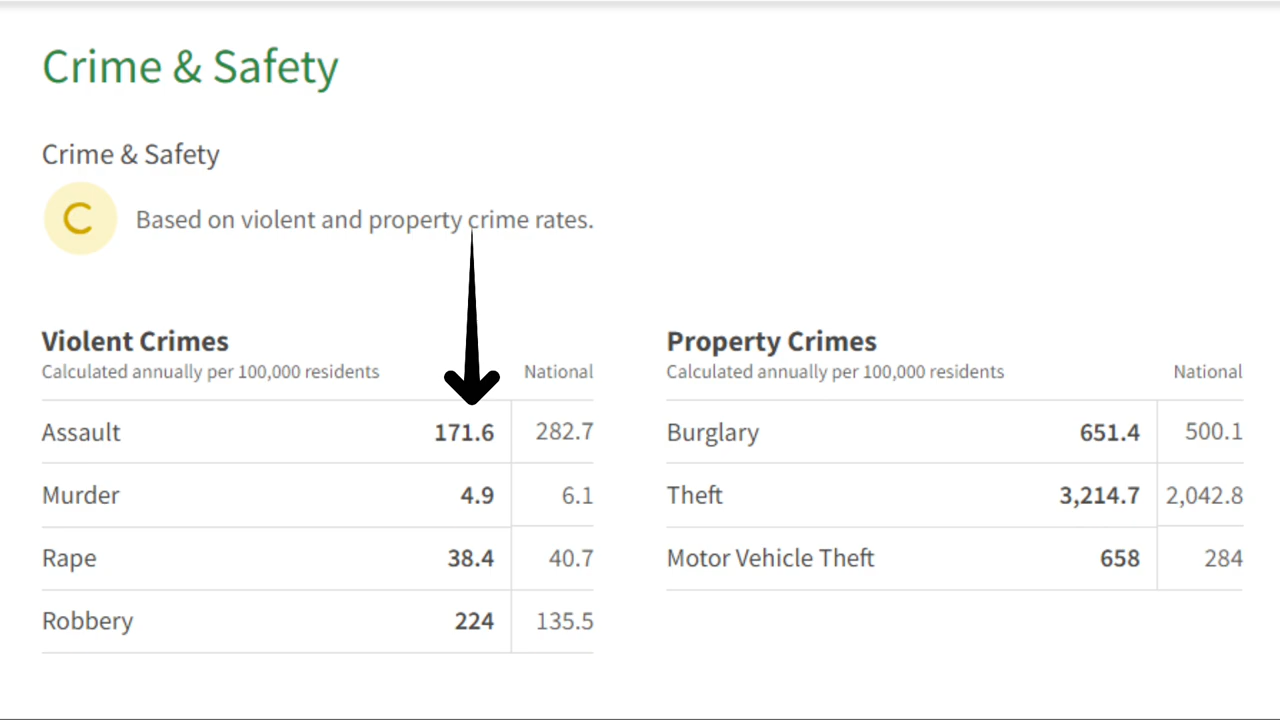 Crime & Safety
Crime & Safety
C
Based on violent and property crime rates.
Violent Crimes
Calculated annually per 100,000 residents National
Assault 171.6 282.7
Murder 4.9 6.1
Rape 38.4 40.7
Robbery 224 135.5
Property Crimes
Calculated annually per 100,000 residents National
Burglary 651.4 500.1
Theft 3,214.7 2,042.8
Motor Vehicle Theft 658 284